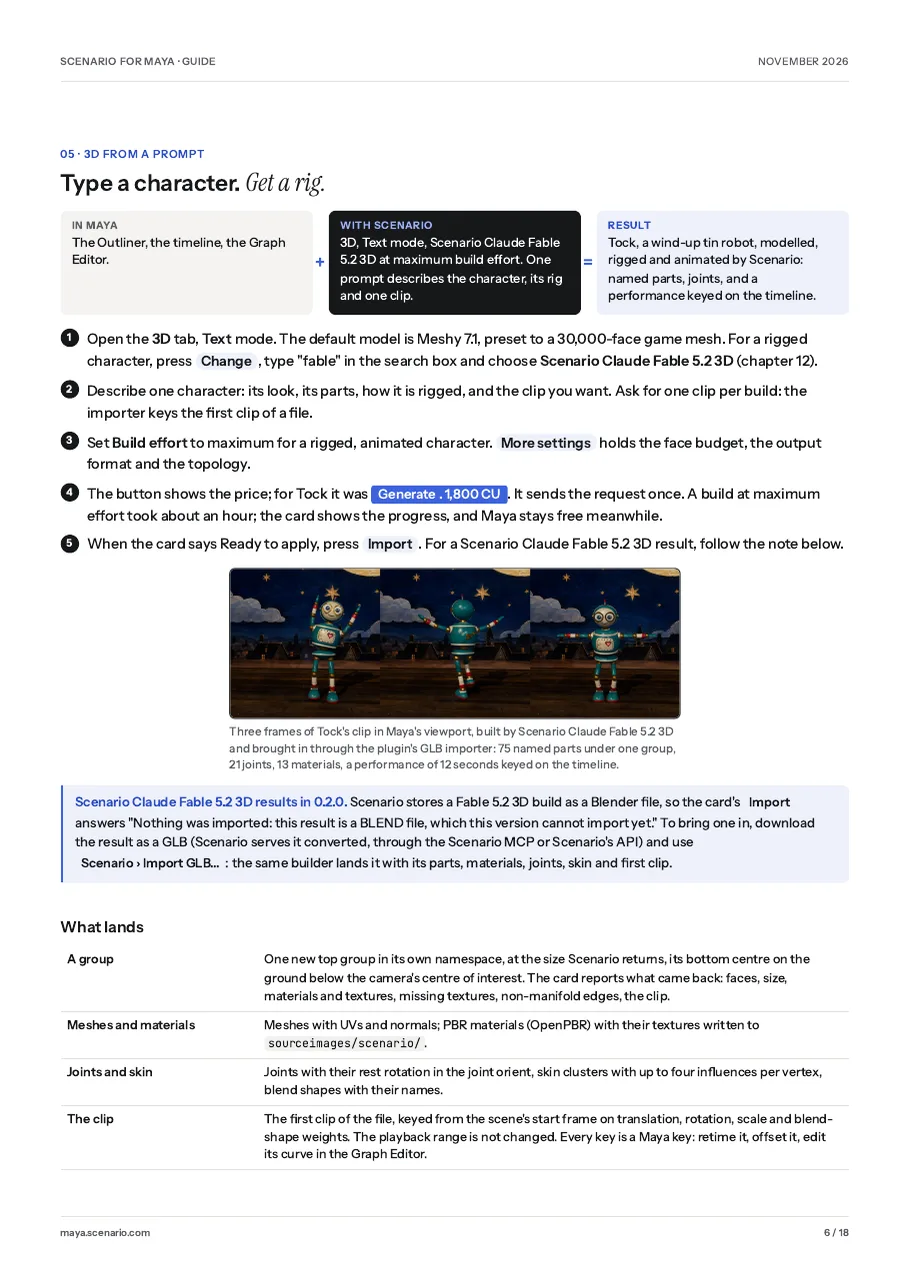 SCENARIO FOR MAYA · GUIDE
NOVEMBER 2026
05 · 3D FROM A PROMPT
Type a character. Get a rig.
IN MAYA
The Outliner, the timeline, the Graph
Editor.
+
WITH SCENARIO
3D, Text mode, Scenario Claude Fable
5.2 3D at maximum build effort. One
prompt describes the character, its rig
and one clip.
=
RESULT
Tock, a wind-up tin robot, modelled,
rigged and animated by Scenario:
named parts, joints, and a
performance keyed on the timeline.
1 Open the 3D tab, Text mode. The default model is Meshy 7.1, preset to a 30,000-face game mesh. For a rigged
character, press Change , type "fable" in the search box and choose Scenario Claude Fable 5.2 3D (chapter 12).
2 Describe one character: its look, its parts, how it is rigged, and the clip you want. Ask for one clip per build: the
importer keys the first clip of a file.
3 Set Build effort to maximum for a rigged, animated character. More settings holds the face budget, the output
format and the topology.
4 The button shows the price; for Tock it was Generate . 1,800 CU . It sends the request once. A build at maximum
effort took about an hour; the card shows the progress, and Maya stays free meanwhile.
5 When the card says Ready to apply, press Import . For a Scenario Claude Fable 5.2 3D result, follow the note below.
Three frames of Tock's clip in Maya's viewport, built by Scenario Claude Fable 5.2 3D
and brought in through the plugin's GLB importer: 75 named parts under one group,
21 joints, 13 materials, a performance of 12 seconds keyed on the timeline.
Scenario Claude Fable 5.2 3D results in 0.2.0. Scenario stores a Fable 5.2 3D build as a Blender file, so the card's Import
answers "Nothing was imported: this result is a BLEND file, which this version cannot import yet." To bring one in, download
the result as a GLB (Scenario serves it converted, through the Scenario MCP or Scenario's API) and use
Scenario › Import GLB... : the same builder lands it with its parts, materials, joints, skin and first clip.
What lands
A group
One new top group in its own namespace, at the size Scenario returns, its bottom centre on the
ground below the camera's centre of interest. The card reports what came back: faces, size,
materials and textures, missing textures, non-manifold edges, the clip.
Meshes and materials
Meshes with UVs and normals; PBR materials (OpenPBR) with their textures written to
sourceimages/scenario/ .
Joints and skin
Joints with their rest rotation in the joint orient, skin clusters with up to four influences per vertex,
blend shapes with their names.
The clip
The first clip of the file, keyed from the scene's start frame on translation, rotation, scale and blend-
shape weights. The playback range is not changed. Every key is a Maya key: retime it, offset it, edit
its curve in the Graph Editor.
maya.scenario.com
6 / 18